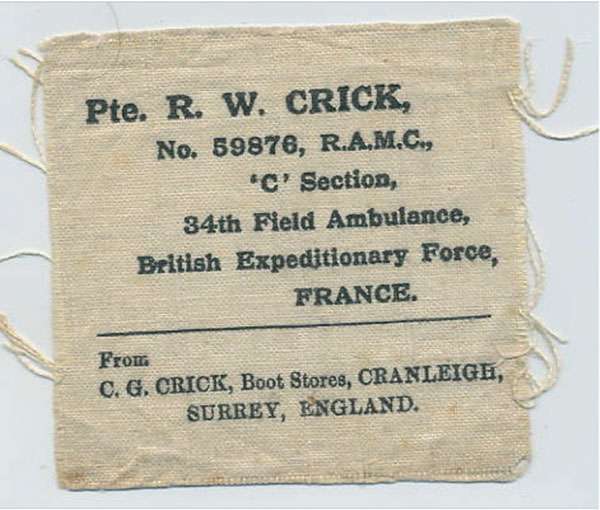 Pte. R. W. CRICK,
No. 59876, R.A.M.C.,
'C' Section,
34th Field Ambulance,
British Expeditionary Force,
FRANCE.
From
C. G. CRICK, Boot Stores, CRANLEIGH,
SURREY, ENGLAND.